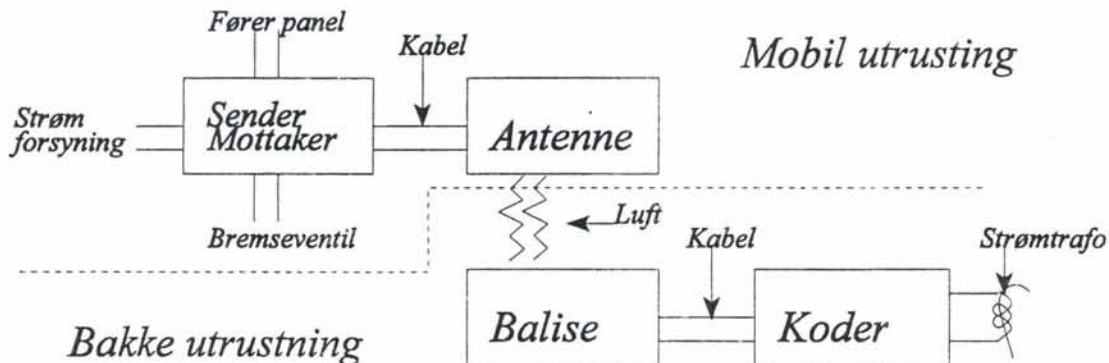 Fører panel
Kabel
Mobil utrusting
Strøm
forsyning
Sender
Mottaker
Antenne
Luft
Bremseventil
Kabel
Strømtrafo
Balise
Koder
Bakke utrustning